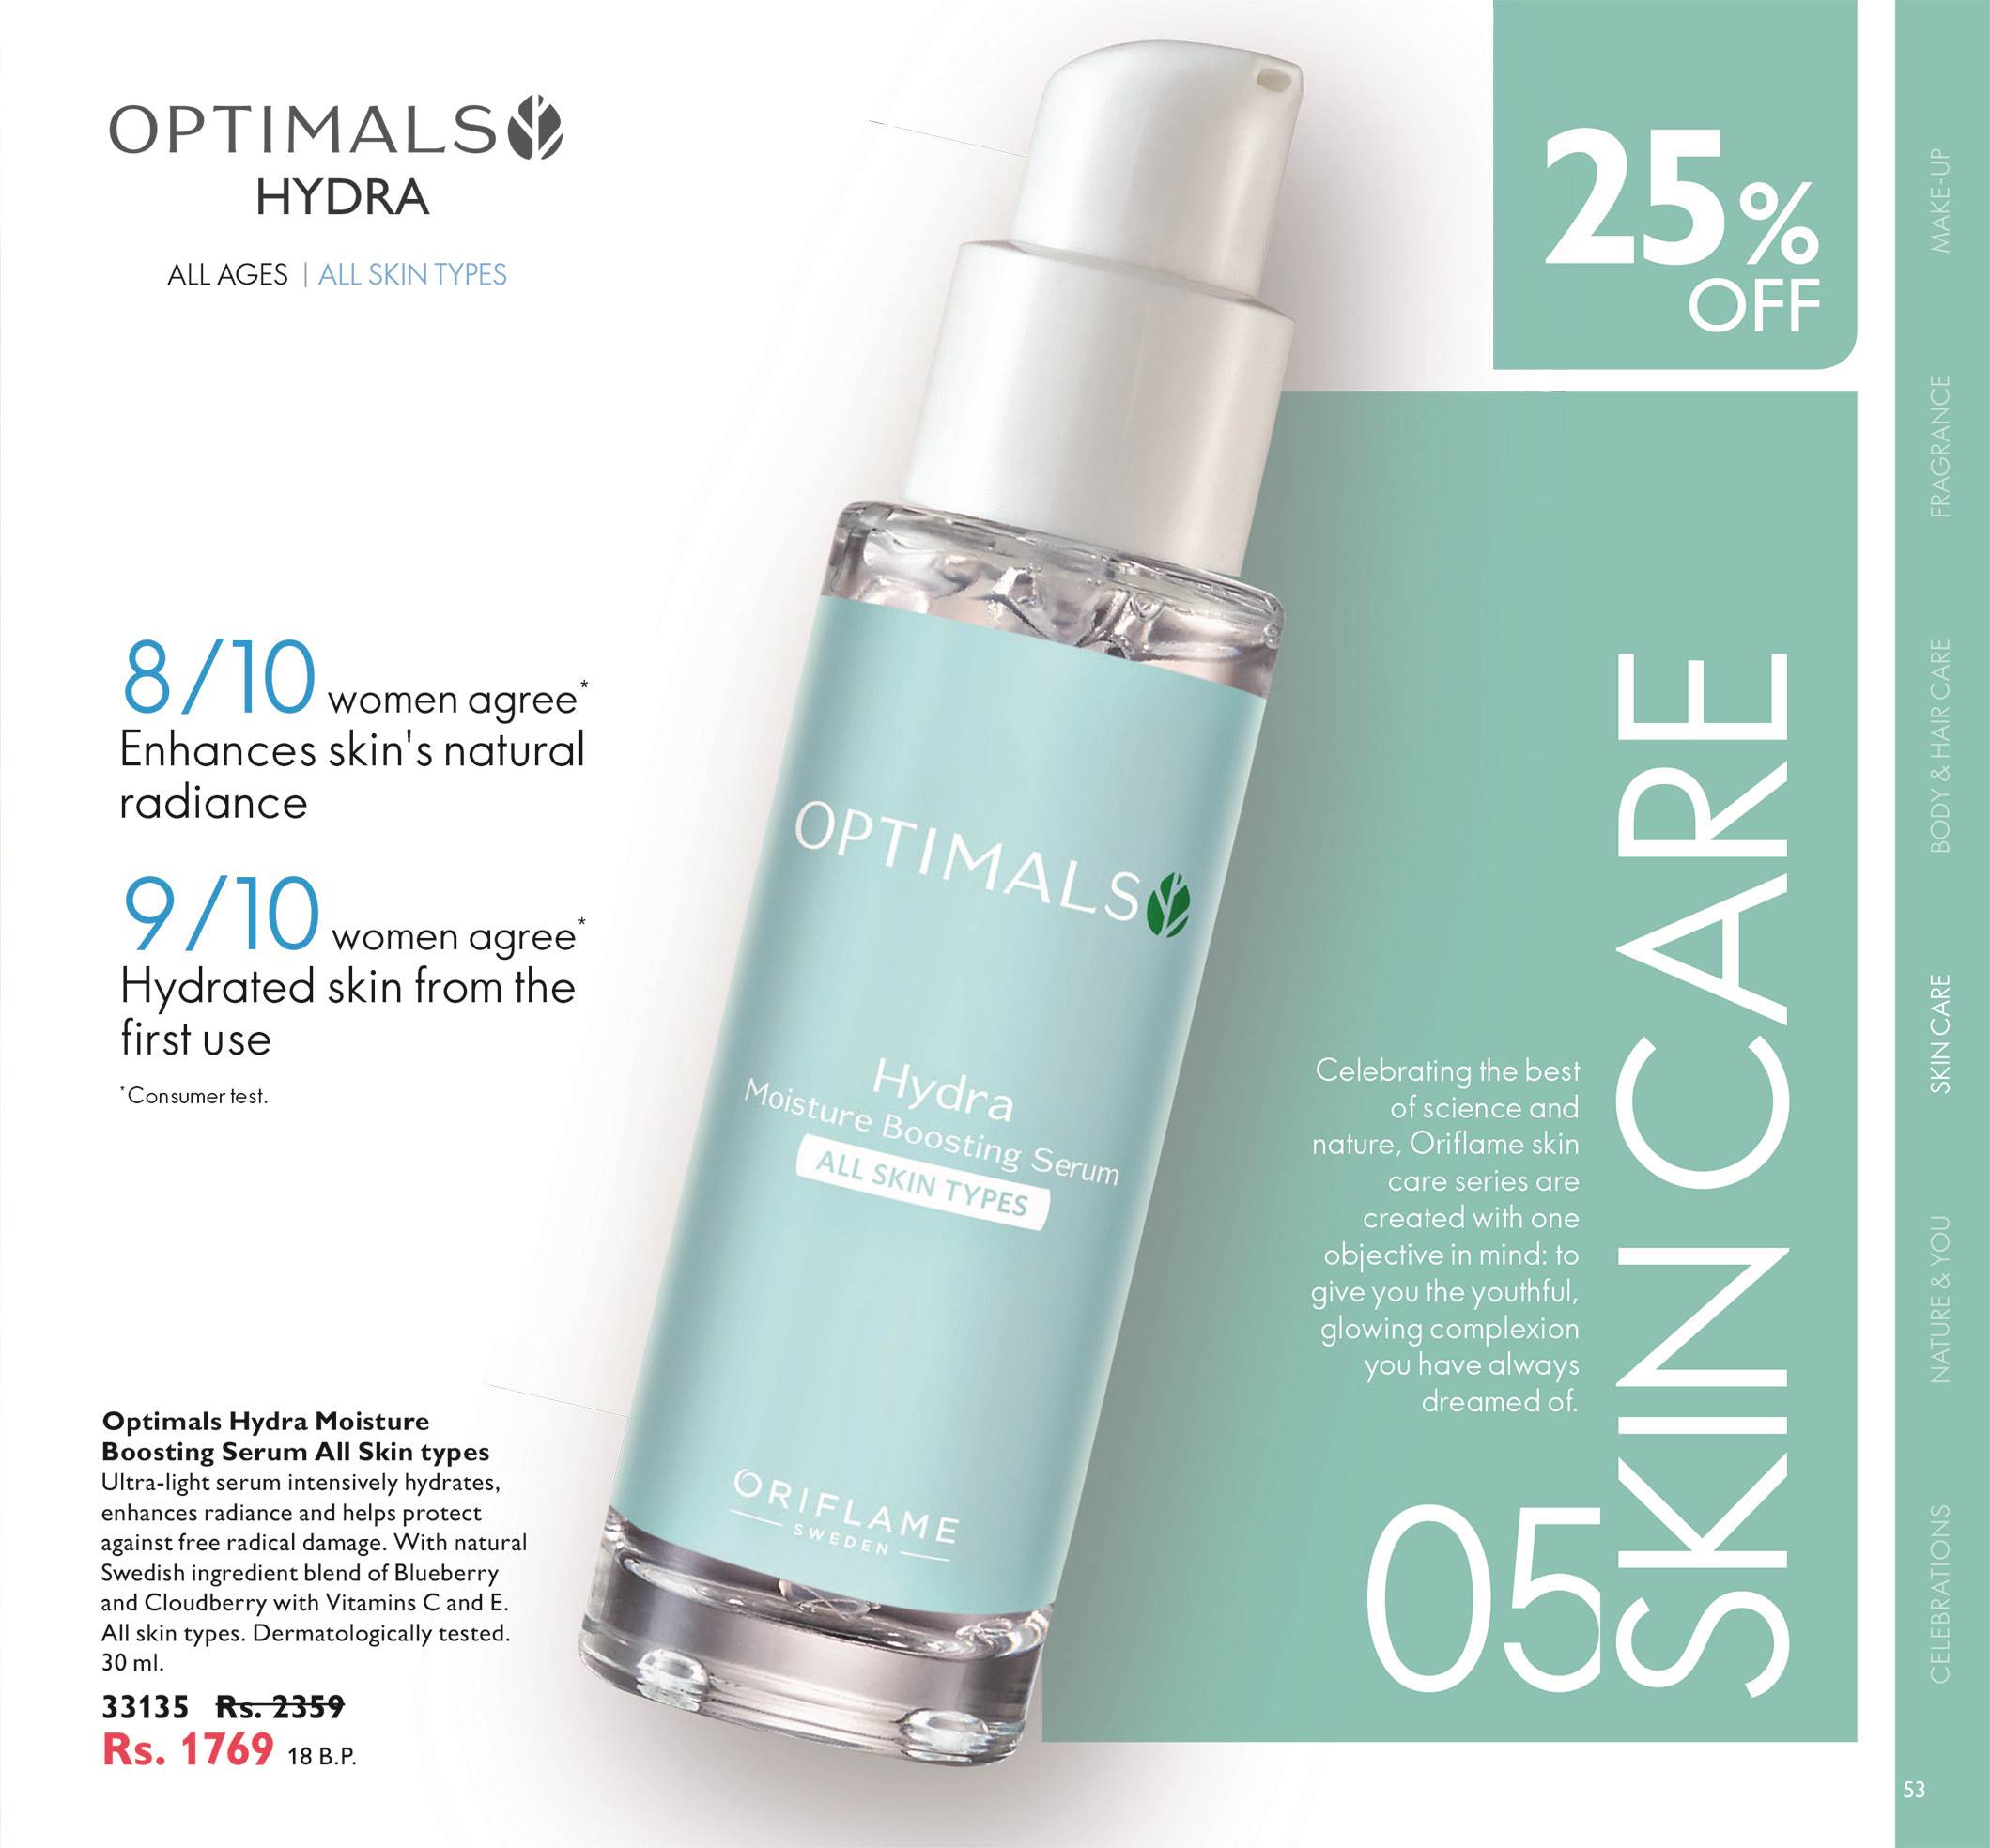 OPTIMALS
HYDRA
ALL AGES | ALL SKIN TYPES
8/10 women agree*
Enhances skin's natural
radiance
9/10 women agree*
Hydrated skin from the
first use
*Consumer test.
Optimals Hydra Moisture
Boosting Serum All Skin types
Ultra-light serum intensively hydrates,
enhances radiance and helps protect
against free radical damage. With natural
Swedish ingredient blend of Blueberry
and Cloudberry with Vitamins C and E.
All skin types. Dermatologically tested.
30 ml.
33135 Rs. 2359
Rs. 1769 18 B.P.
OPTIMALS
Hydra
Moisture Boosting Serum
ALL SKIN TYPES
ORIFLAME
SWEDEN
25%
OFF
Celebrating the best
of science and
nature, Oriflame skin
care series are
created with one
objective in mind: to
give you the youthful,
glowing complexion
you have always
dreamed of.
05
SKIN CARE
MAKE-UP
FRAGRANCE
BODY & HAIR CARE
SKIN CARE
NATURE & YOU
CELEBRATIONS
53